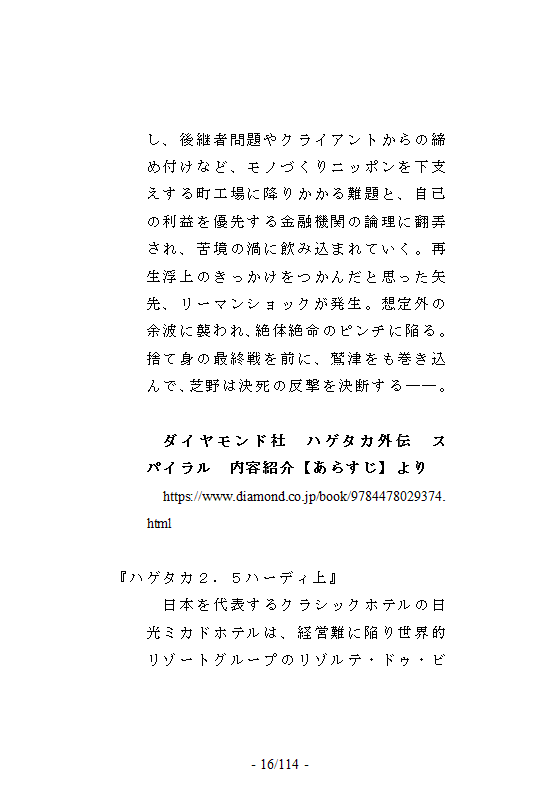 し、後継者問題やクライアントからの締
め付けなど、モノづくりニッポンを下支
えする町工場に降りかかる難題と、自己
の利益を優先する金融機関の論理に翻弄
され、苦境の渦に飲み込まれていく。再
生浮上のきっかけをつかんだと思った矢
先、リーマンショックが発生。想定外の
余波に襲われ、絶体絶命のピンチに陥る。
捨て身の最終戦を前に、鷲津をも巻き込
んで、芝野は決死の反撃を決断する――。
ダイヤモンド社　ハゲタカ外伝　ス
パイラル　内容紹介【あらすじ】より
https://www.diamond.co.jp/book/9784478029374.
html
『ハゲタカ２．５ハーディ上』
日本を代表するクラシックホテルの日
光ミカドホテルは、経営難に陥り世界的
リゾートグループのリゾルテ・ドゥ・ビ
- 16/114 -